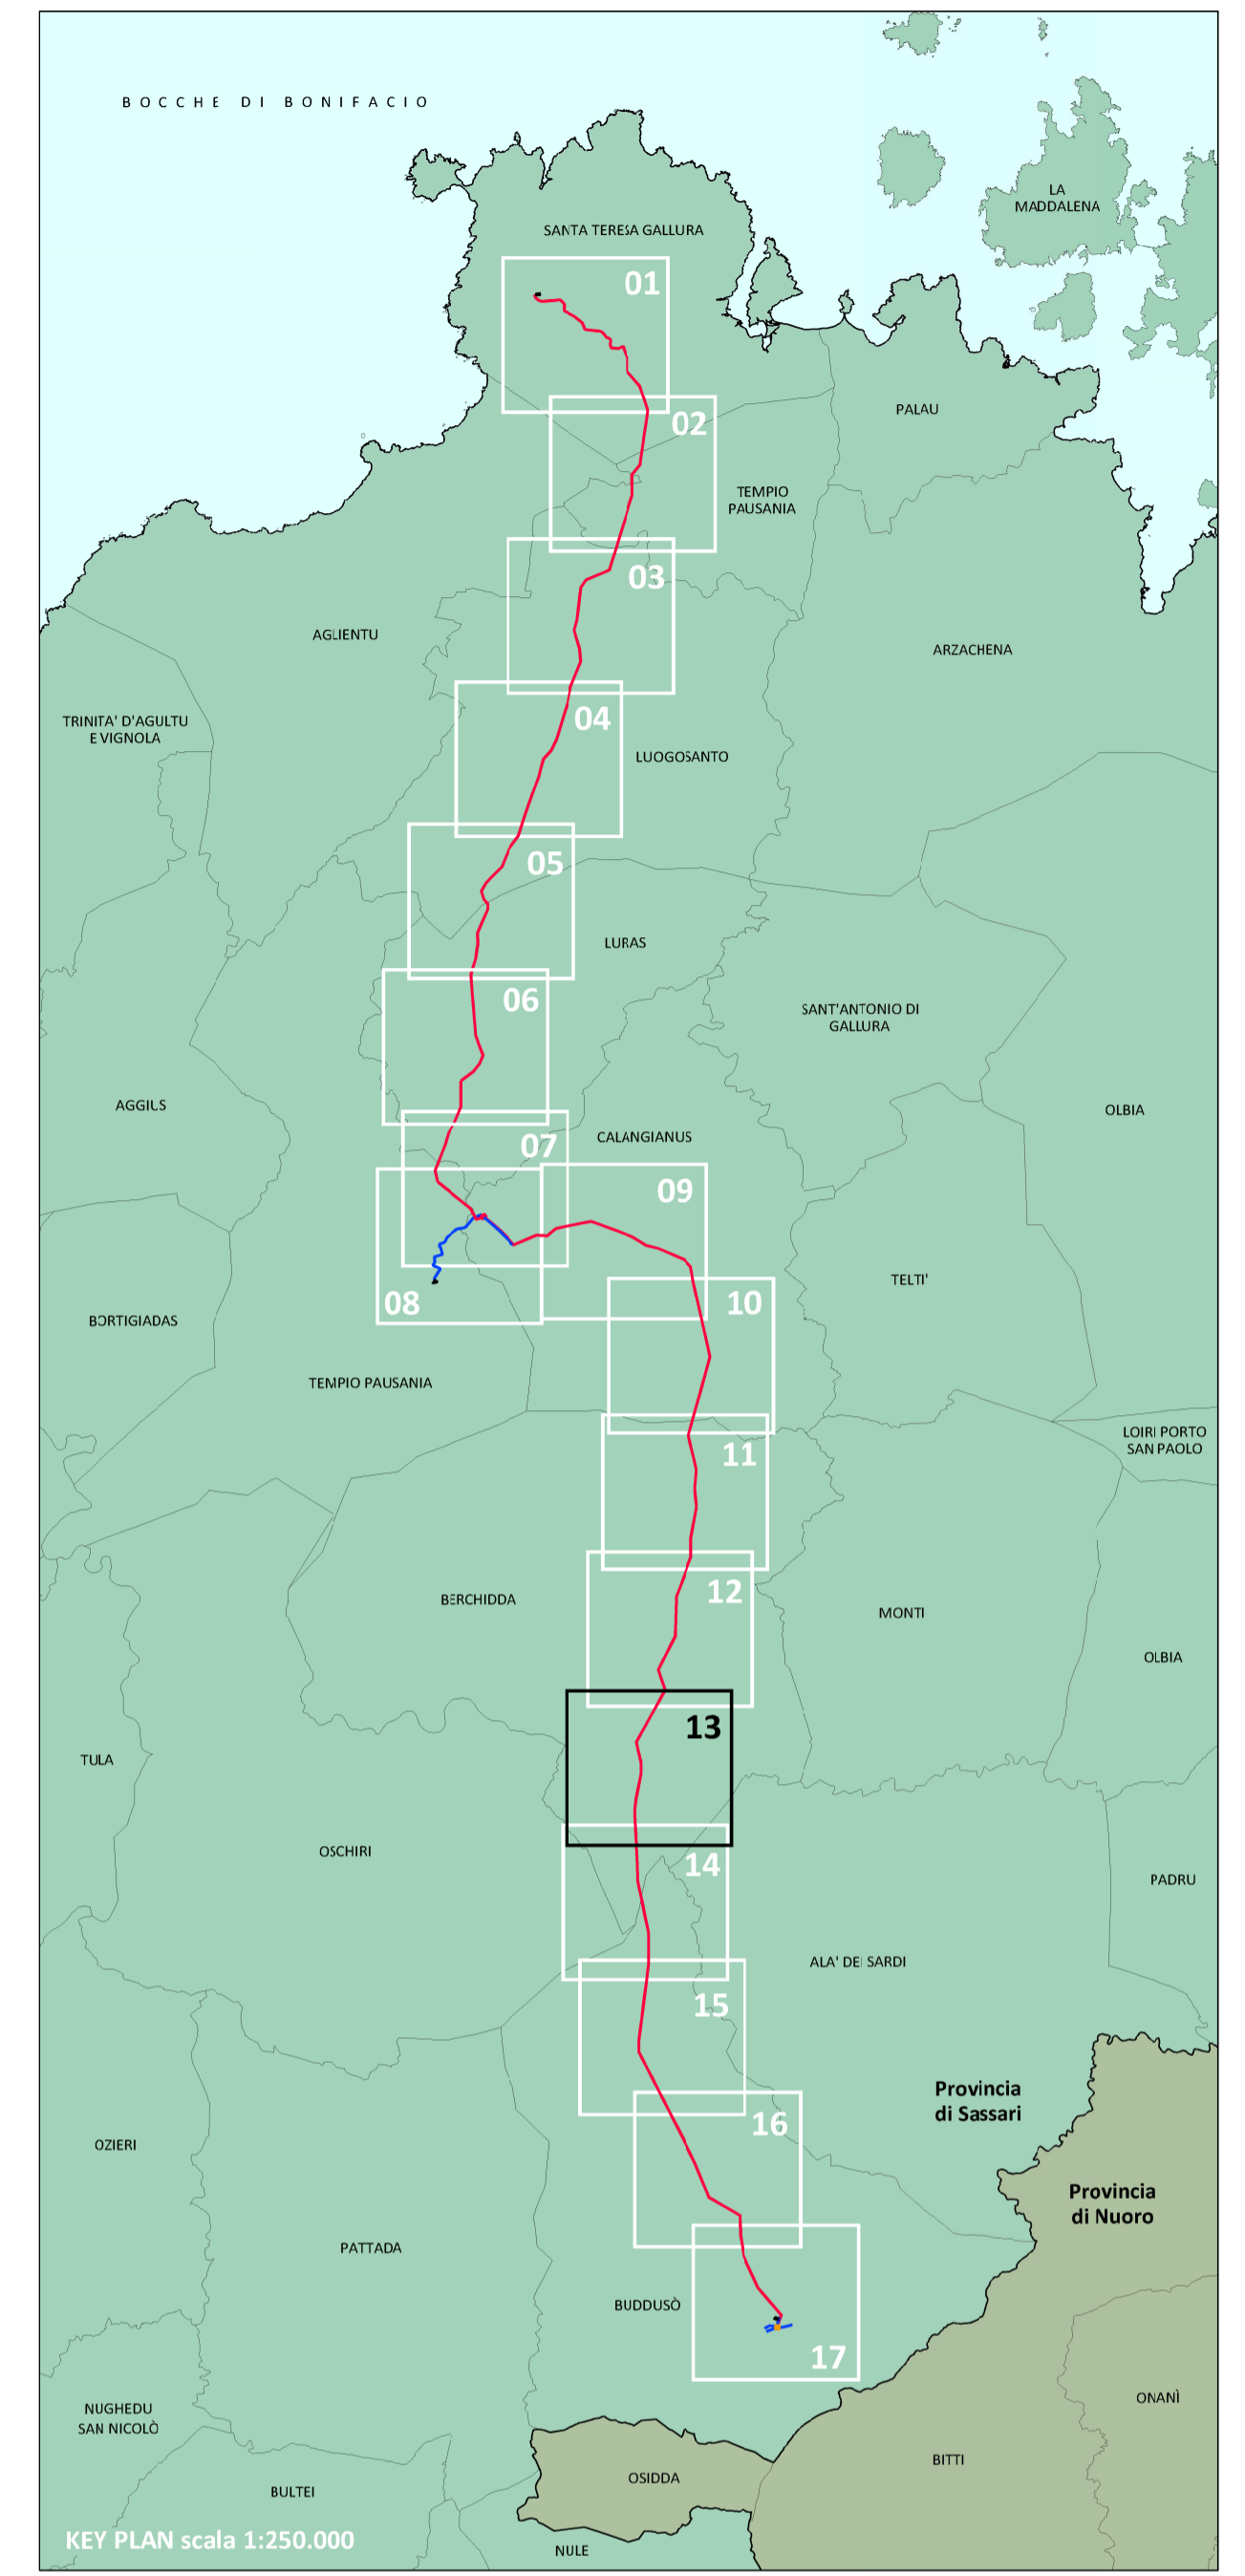 BOCCHE DI BONIFACIO
LA
MADDALENA
SANTA TERESA GALLURA
01
PALAU
02
TEMPIO
PAUSANIA
03
AGLIENTU
ARZACHENA
TRINITA' D'AGULTU
E VIGNOLA
04
LUOGOSANTO
05
LURAS
06
SANT'ANTONIO DI
GALLURA
AGGIUS
OLBIA
CALANGIANUS
07
09
TELTI'
08
10
BORTIGIADAS
TEMPIO PAUSANIA
LOIRI PORTO
SAN PAOLO
11
12
BERCHIDDA
MONTI
OLBIA
13
TULA
OSCHIRI
14
PADRU
ALA' DEI SARDI
15
Provincia
di Sassari
16
OZIERI
Provincia
di Nuoro
PATTADA
BUDDUSÒ
17
ONANÌ
NUGHEDU
SAN NICOLÒ
BITTI
OSIDDA
BULTEI
KEY PLAN scala 1:250.000
NULE